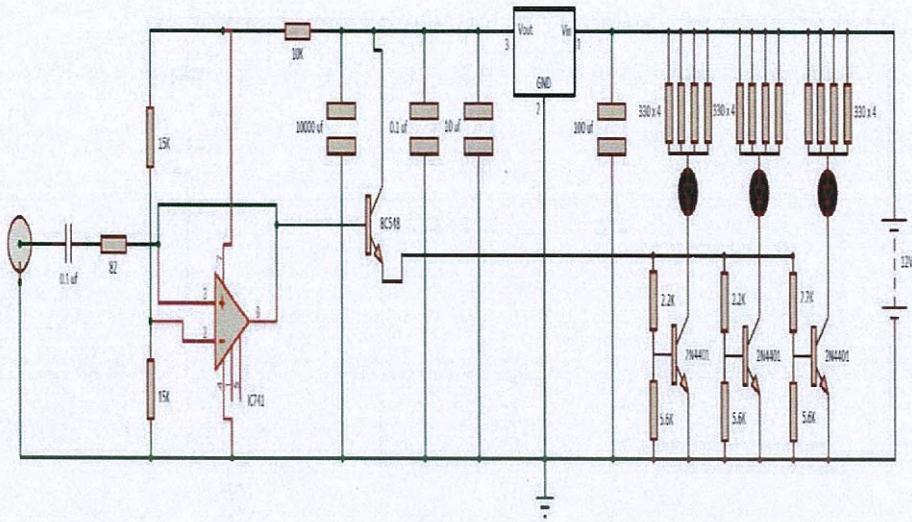 Vout
Vin
3
1
GND
2
10K
10000 uf
0.1 uf
10 uf
100 uf
330 x 4
330 x 4
330 x 4
15K
BC548
0.1 uf
82
12V
7
3
2
6
2.2K
2.2K
2.2K
2N4401
2N4401
2N4401
4
5
IC741
15K
5.6K
5.6K
5.6K